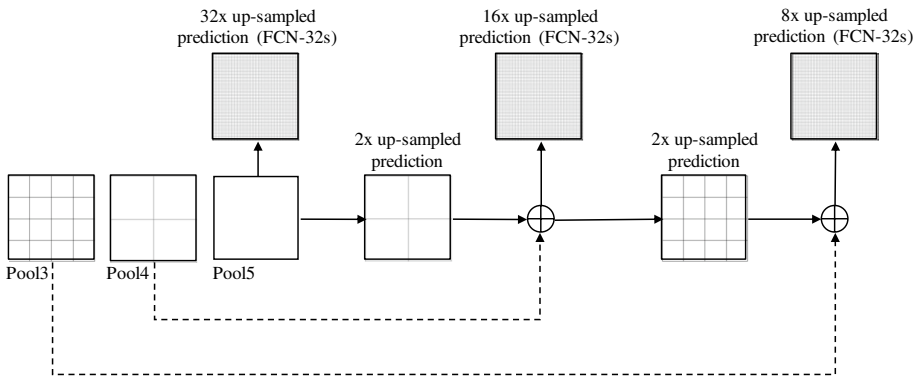 32x up-sampled
prediction (FCN-32s)
16x up-sampled
prediction (FCN-32s)
8x up-sampled
prediction (FCN-32s)
2x up-sampled
prediction
2x up-sampled
prediction
Pool3
Pool4
Pool5